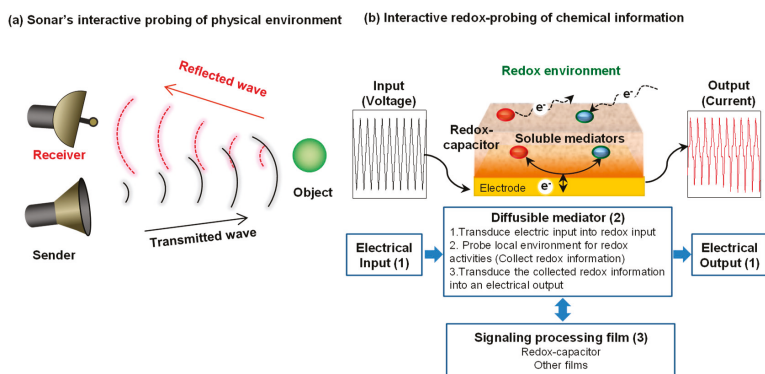 (a) Sonar's interactive probing of physical environment
Reflected wave
Receiver
Object
Transmitted wave
Sender
(b) Interactive redox-probing of chemical information
Input
(Voltage)
Redox environment
Output
(Current)
e-
e-
Redox-
capacitor
Soluble mediators
Electrode
e-
Electrical
Input (1)
Diffusible mediator (2)
1.Transduce electric input into redox input
2. Probe local environment for redox
activities (Collect redox information)
3.Transduce the collected redox information
into an electrical output
Electrical
Output (1)
Signaling processing film (3)
Redox-capacitor
Other films